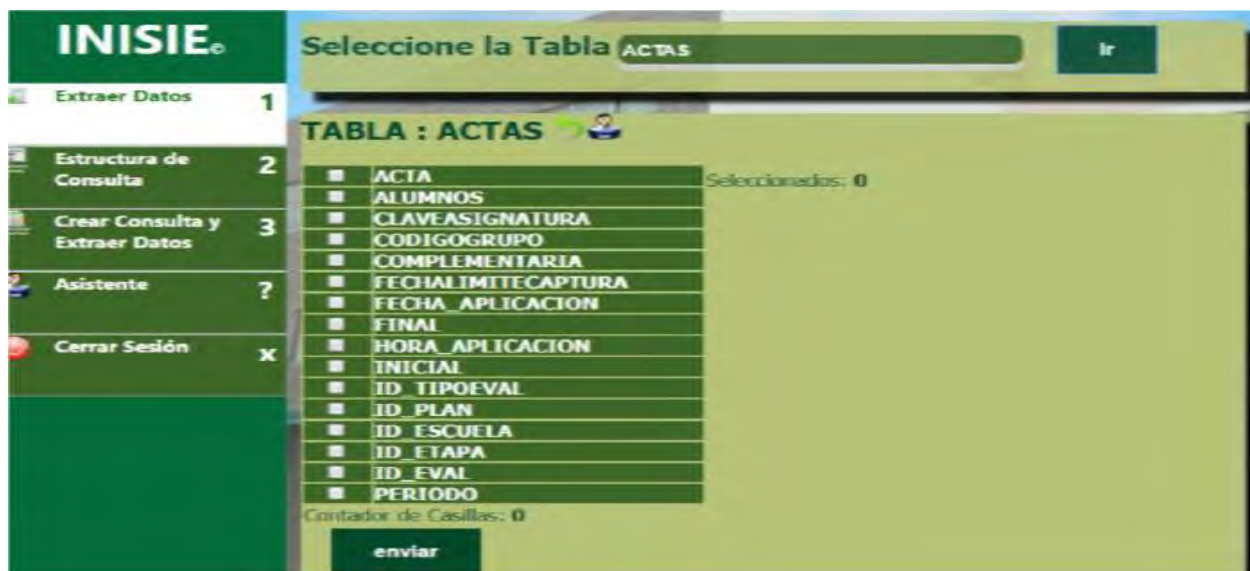 INISIE©
Extraer Datos 1
Estructura de
Consulta 2
Crear Consulta y
Extraer Datos 3
Asistente ?
Cerrar Sesión x
Seleccione la Tabla ACTAS Ir
TABLA : ACTAS
ACTA
ALUMNOS
CLAVEASIGNATURA
CODIGOGRUPO
COMPLEMENTARIA
FECHALIMITECAPTURA
FECHA_APLICACION
FINAL
HORA_APLICACION
INICIAL
ID_TIPOEVAL
ID_PLAN
ID_ESCUELA
ID_ETAPA
ID_EVAL
PERIODO
Seleccionados: 0
Contador de Casillas: 0
enviar